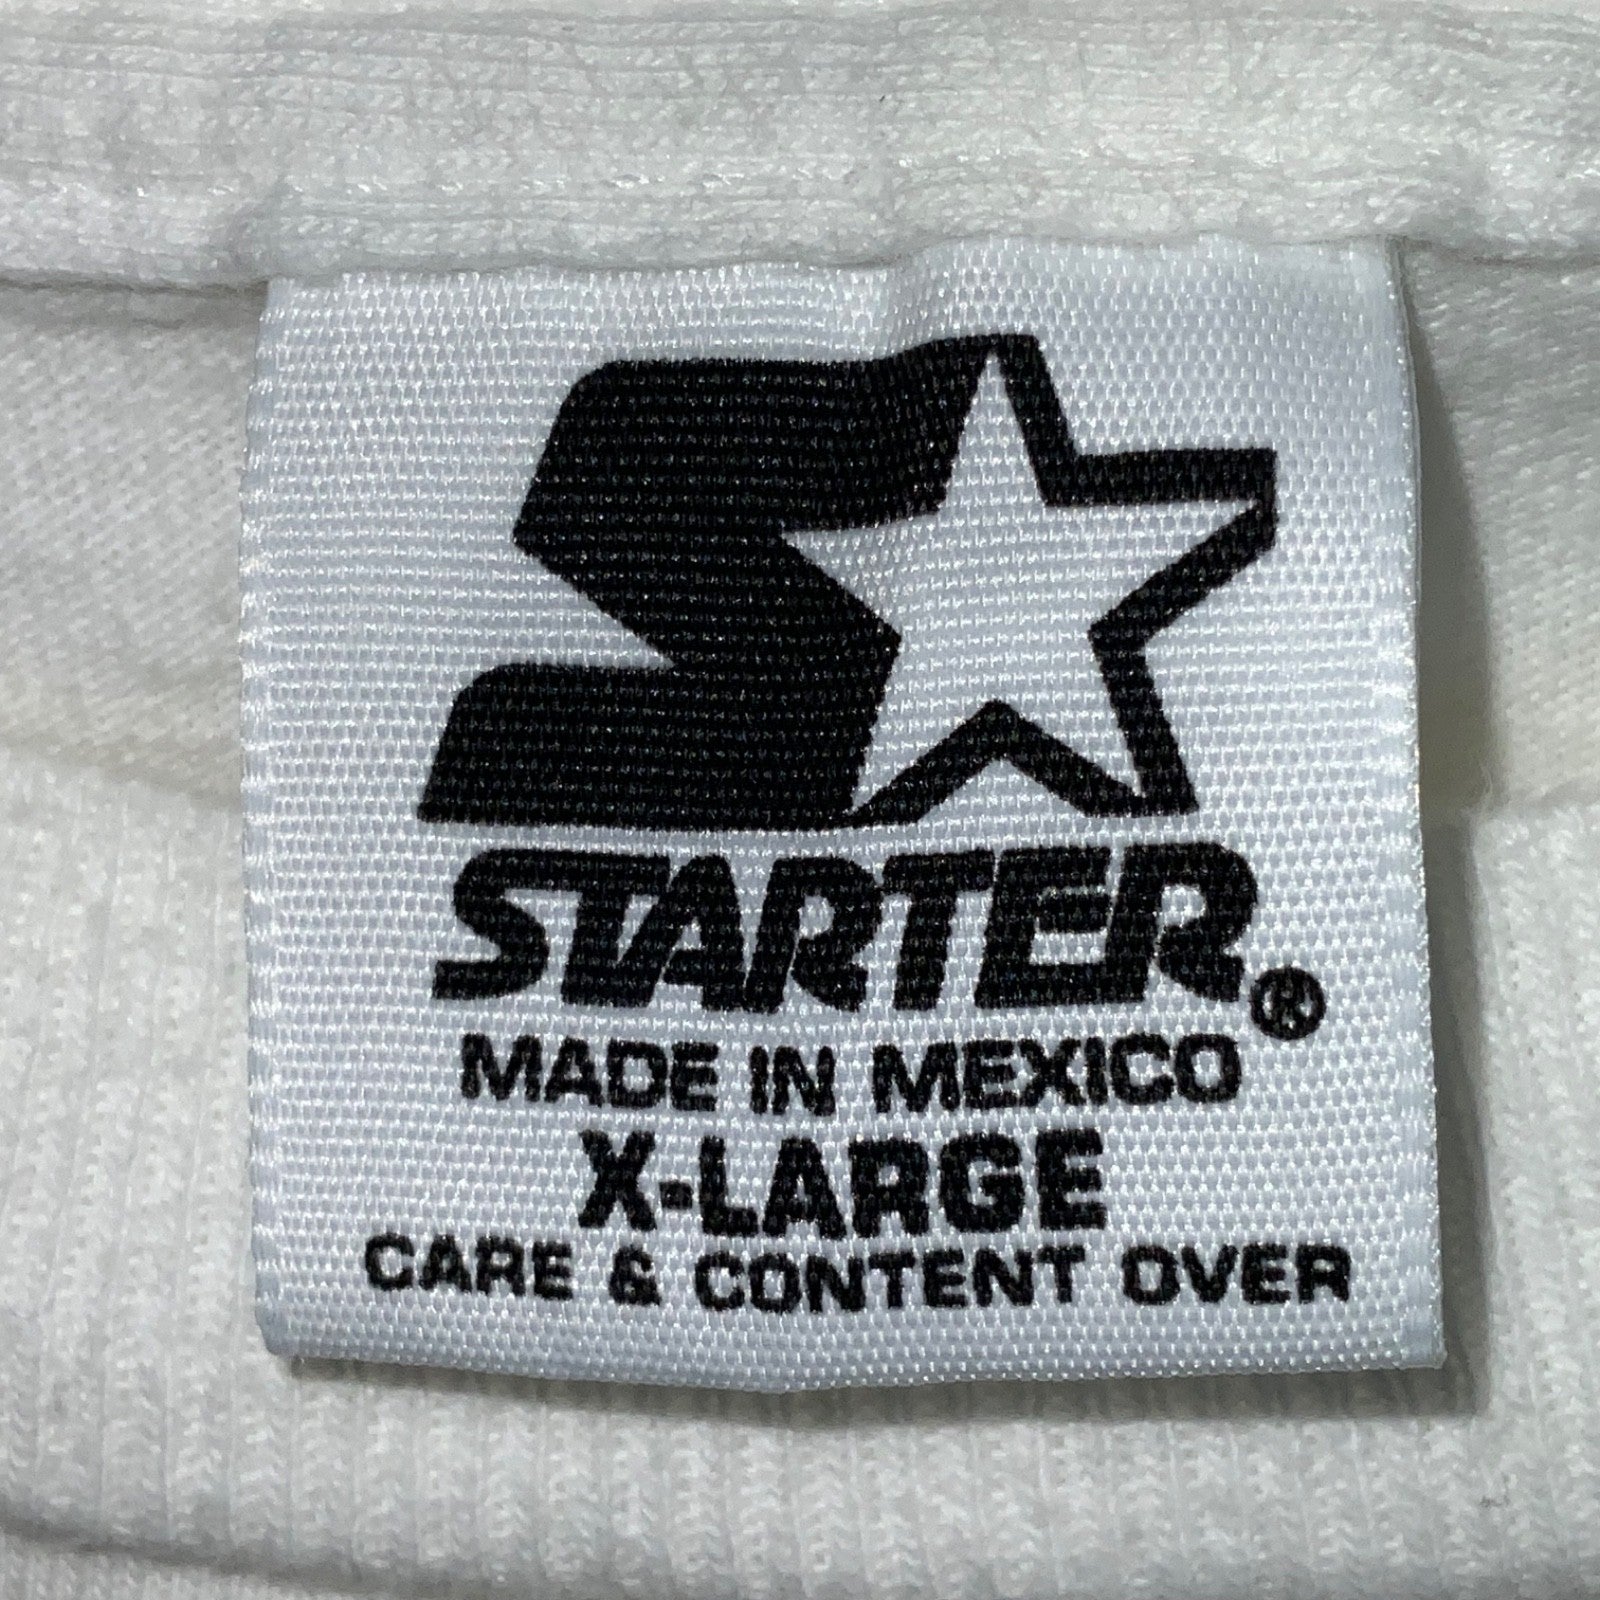 STARTER®
MADE IN MEXICO
X-LARGE
CARE & CONTENT OVER